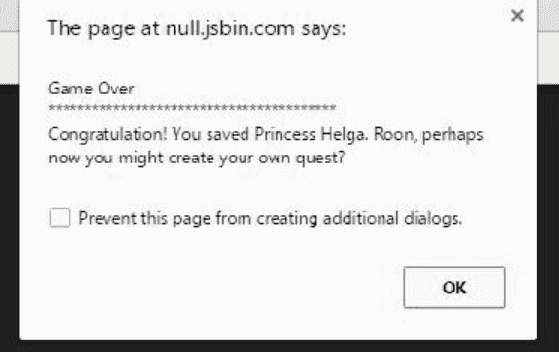 The page at null.jsbin.com says:
Game Over
****************************************
Congratulation! You saved Princess Helga. Roon, perhaps
now you might create your own quest?
Prevent this page from creating additional dialogs.
OK